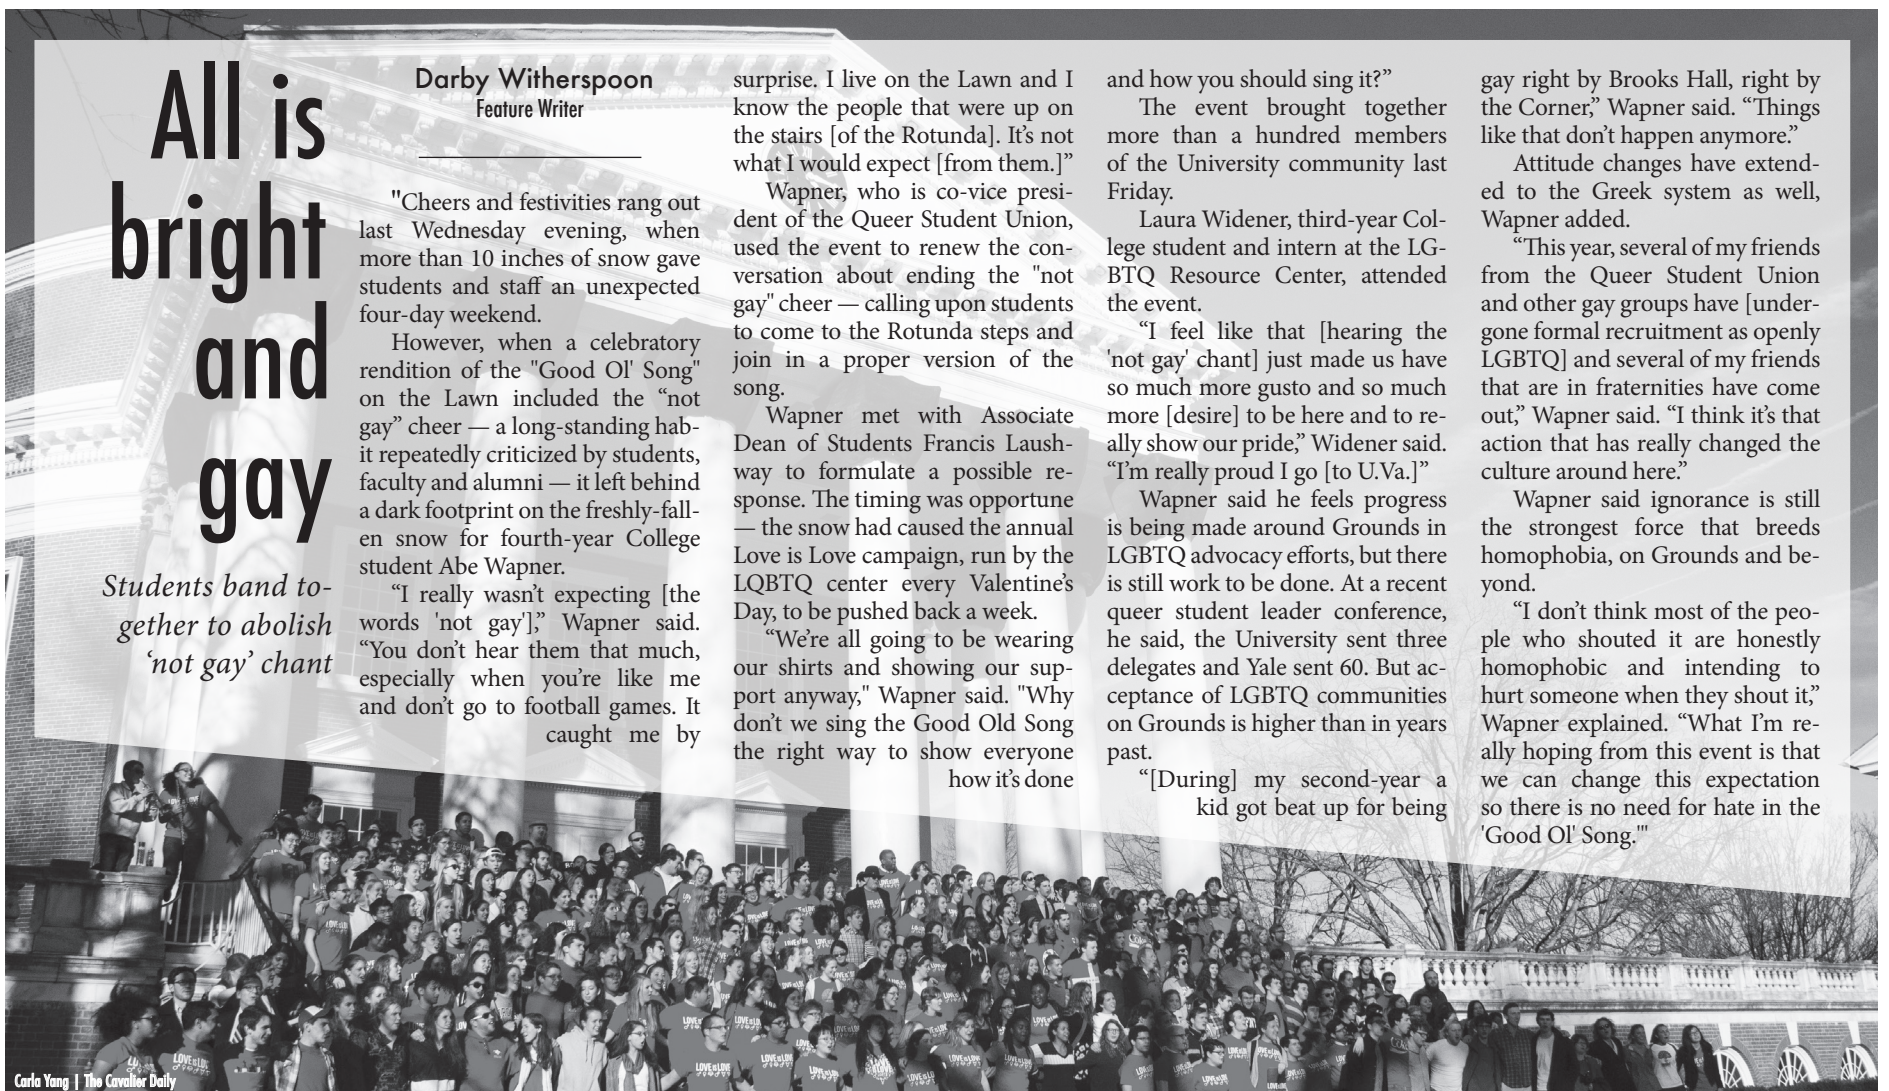 All is
bright
and
gay
Students band to-
gether to abolish
‘not gay’ chant
Darby Witherspoon
Feature Writer
"Cheers and festivities rang out
last Wednesday evening, when
more than 10 inches of snow gave
students and staff an unexpected
four-day weekend.
However, when a celebratory
rendition of the "Good Ol' Song"
on the Lawn included the “not
gay” cheer — a long-standing hab-
it repeatedly criticized by students,
faculty and alumni — it left behind
a dark footprint on the freshly-fall-
en snow for fourth-year College
student Abe Wapner.
“I really wasn’t expecting [the
words 'not gay'],” Wapner said.
“You don’t hear them that much,
especially when you’re like me
and don’t go to football games. It
caught me by
surprise. I live on the Lawn and I
know the people that were up on
the stairs [of the Rotunda]. It’s not
what I would expect [from them.]”
Wapner, who is co-vice presi-
dent of the Queer Student Union,
used the event to renew the con-
versation about ending the "not
gay" cheer — calling upon students
to come to the Rotunda steps and
join in a proper version of the
song.
Wapner met with Associate
Dean of Students Francis Laush-
way to formulate a possible re-
sponse. The timing was opportune
— the snow had caused the annual
Love is Love campaign, run by the
LQBTQ center every Valentine’s
Day, to be pushed back a week.
“We’re all going to be wearing
our shirts and showing our sup-
port anyway," Wapner said. "Why
don’t we sing the Good Old Song
the right way to show everyone
how it’s done
and how you should sing it?”
The event brought together
more than a hundred members
of the University community last
Friday.
Laura Widener, third-year Col-
lege student and intern at the LG-
BTQ Resource Center, attended
the event.
“I feel like that [hearing the
'not gay' chant] just made us have
so much more gusto and so much
more [desire] to be here and to re-
ally show our pride,” Widener said.
“I’m really proud I go [to U.Va.]”
Wapner said he feels progress
is being made around Grounds in
LGBTQ advocacy efforts, but there
is still work to be done. At a recent
queer student leader conference,
he said, the University sent three
delegates and Yale sent 60. But ac-
ceptance of LGBTQ communities
on Grounds is higher than in years
past.
“[During] my second-year a
kid got beat up for being
gay right by Brooks Hall, right by
the Corner,” Wapner said. “Things
like that don’t happen anymore.”
Attitude changes have extend-
ed to the Greek system as well,
Wapner added.
“This year, several of my friends
from the Queer Student Union
and other gay groups have [under-
gone formal recruitment as openly
LGBTQ] and several of my friends
that are in fraternities have come
out,” Wapner said. “I think it’s that
action that has really changed the
culture around here.”
Wapner said ignorance is still
the strongest force that breeds
homophobia, on Grounds and be-
yond.
“I don’t think most of the peo-
ple who shouted it are honestly
homophobic and intending to
hurt someone when they shout it,”
Wapner explained. “What I’m re-
ally hoping from this event is that
we can change this expectation
so there is no need for hate in the
'Good Ol' Song.'"
LOVE is LOVE
LOVE is LOVE
LOVE is LOVE
LOVE is LOVE
Carla Yang | The Cavalier Daily